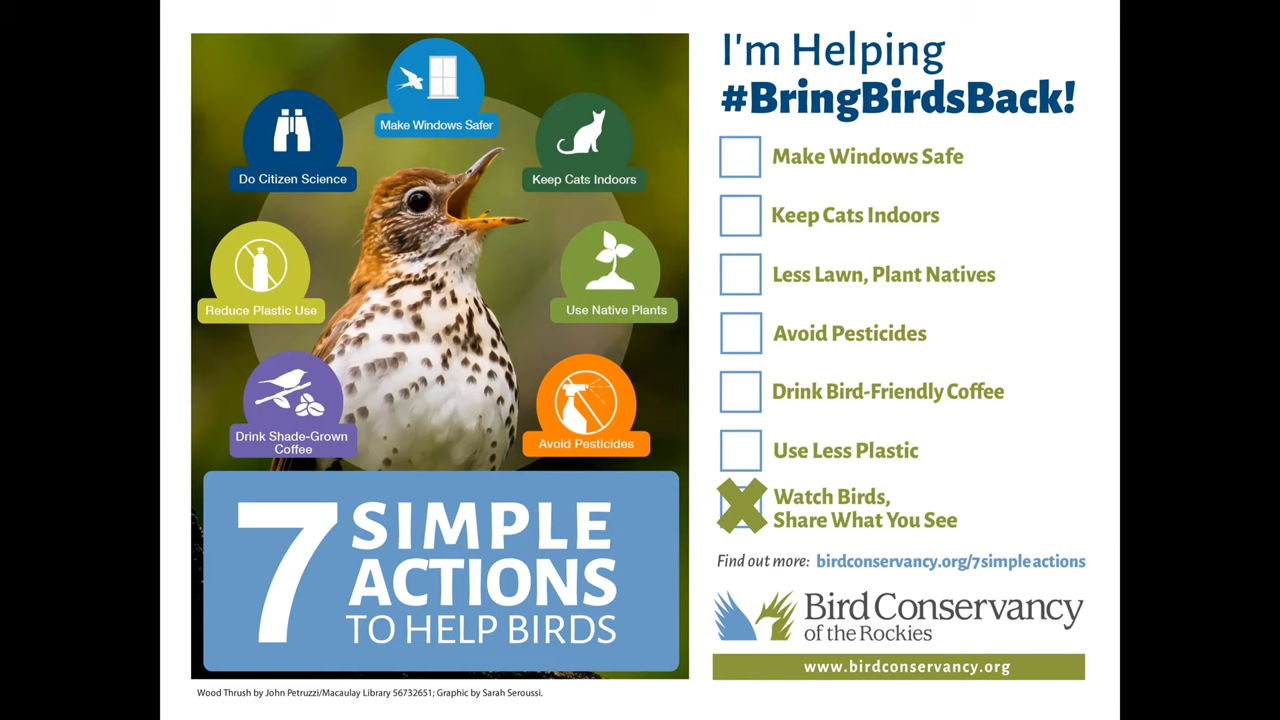 Make Windows Safer
Do Citizen Science
Keep Cats Indoors
Reduce Plastic Use
Use Native Plants
Drink Shade-Grown
Coffee
Avoid Pesticides
7 SIMPLE
ACTIONS
TO HELP BIRDS
Wood Thrush by John Petruzzi/Macaulay Library 56732651; Graphic by Sarah Seroussi.
I'm Helping
#BringBirdsBack!
Make Windows Safe
Keep Cats Indoors
Less Lawn, Plant Natives
Avoid Pesticides
Drink Bird-Friendly Coffee
Use Less Plastic
Watch Birds,
Share What You See
Find out more: birdconservancy.org/7simpleactions
Bird Conservancy
of the Rockies
www.birdconservancy.org